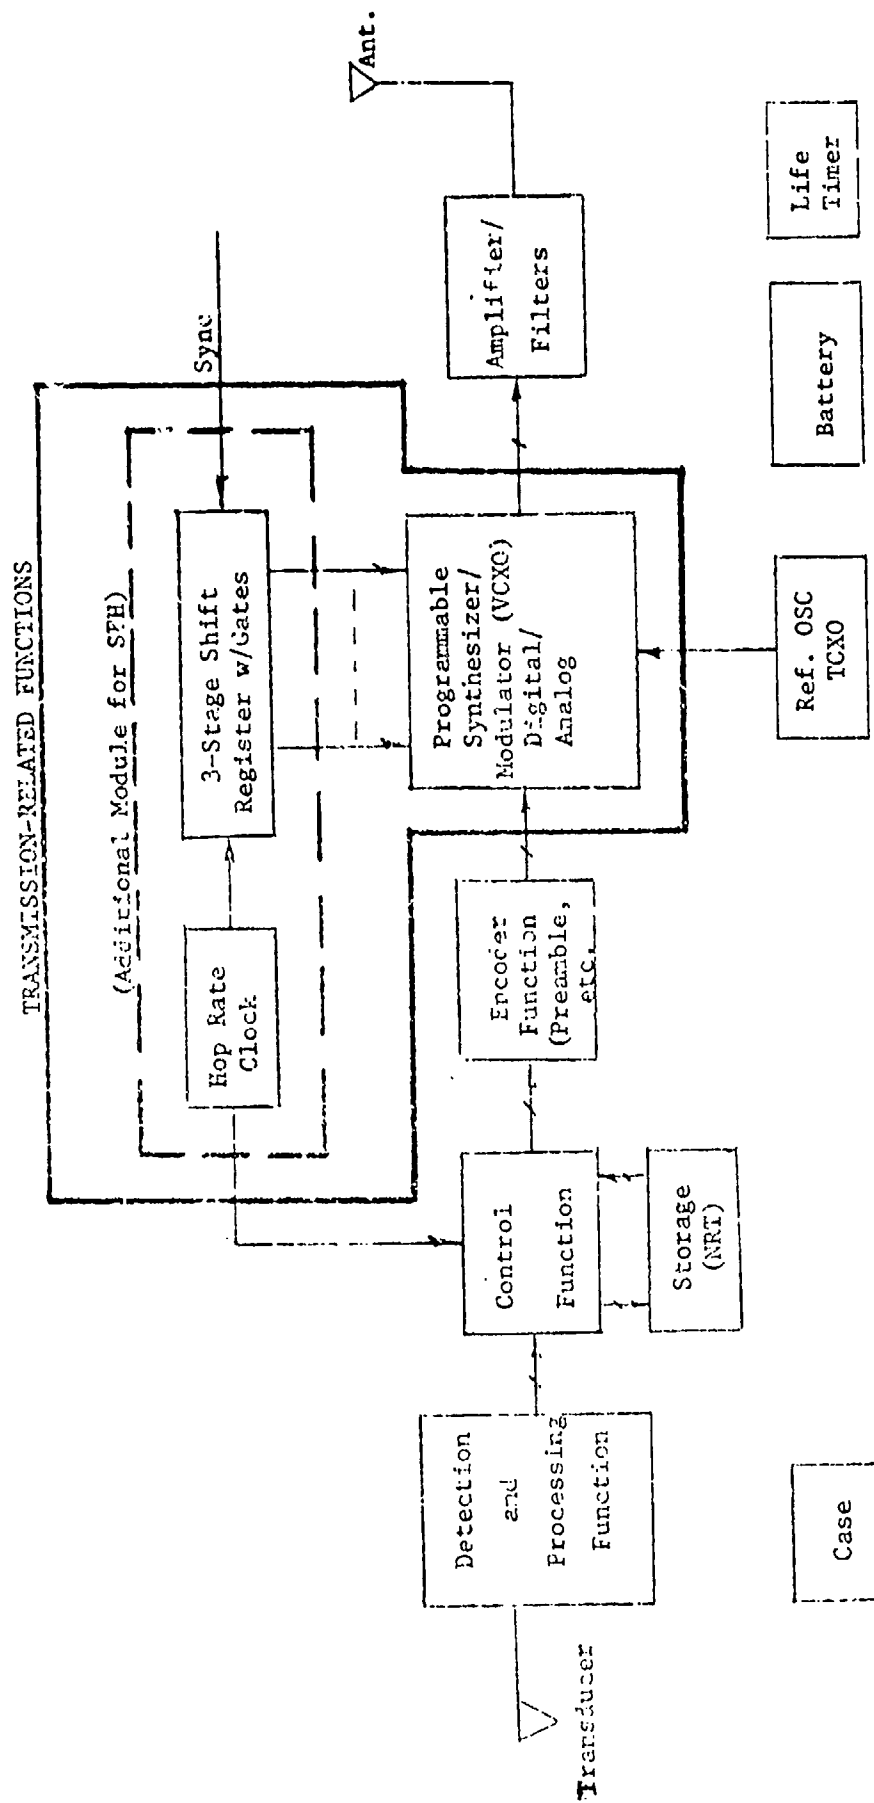 TRANSMISSION-RELATED FUNCTIONS
(Additional Module for SFH)
Hop Rate
Clock
3-Stage Shift
Register w/Gates
Sync
Ant.
Transducer
Detection
and
Processing
Function
Control
Function
Storage
(NRT)
Encoder
Function
(Preamble,
etc.
Programmable
Synthesizer/
Modulator (VCXO)
Digital/
Analog
Amplifier/
Filters
Case
Ref. OSC
TCXO
Battery
Life
Timer